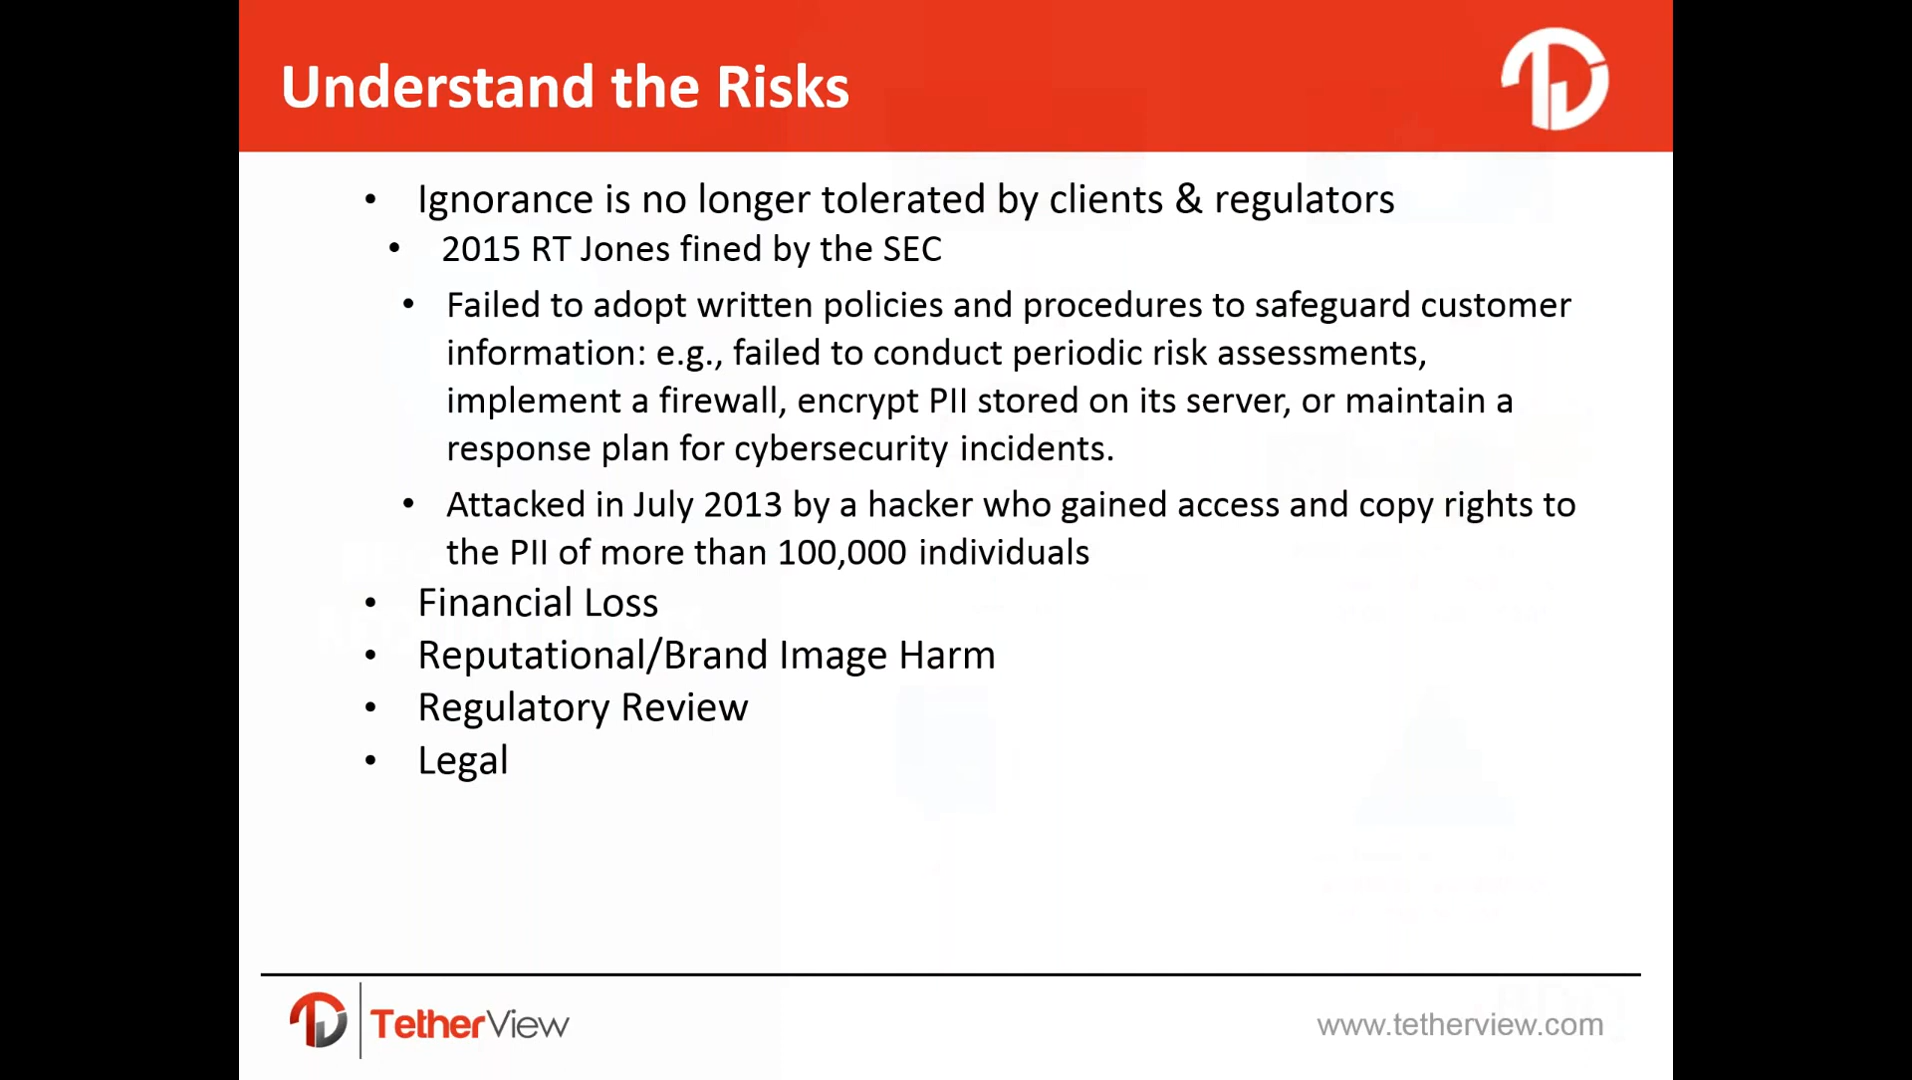 Understand the Risks
• Ignorance is no longer tolerated by clients & regulators
• 2015 RT Jones fined by the SEC
• Failed to adopt written policies and procedures to safeguard customer
information: e.g., failed to conduct periodic risk assessments,
implement a firewall, encrypt PII stored on its server, or maintain a
response plan for cybersecurity incidents.
• Attacked in July 2013 by a hacker who gained access and copy rights to
the PII of more than 100,000 individuals
• Financial Loss
• Reputational/Brand Image Harm
• Regulatory Review
• Legal
TetherView
www.tetherview.com